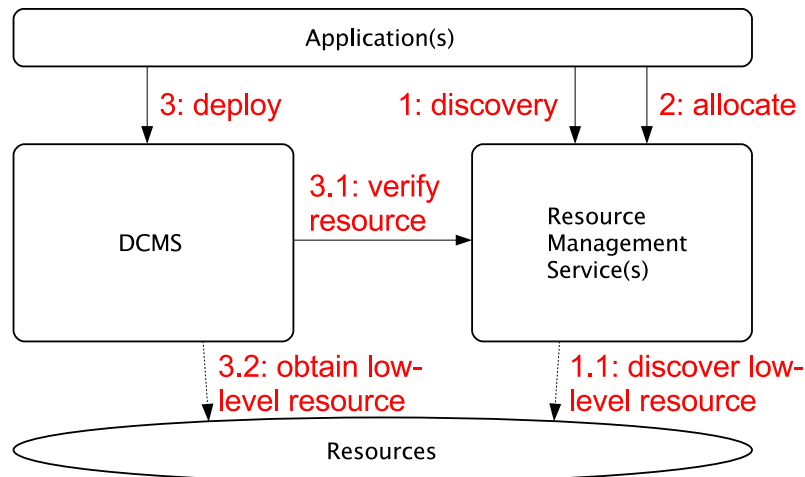 Application(s)
3: deploy
1: discovery
2: allocate
3.1: verify
resource
DCMS
Resource
Management
Service(s)
3.2: obtain low-
level resource
1.1: discover low-
level resource
Resources